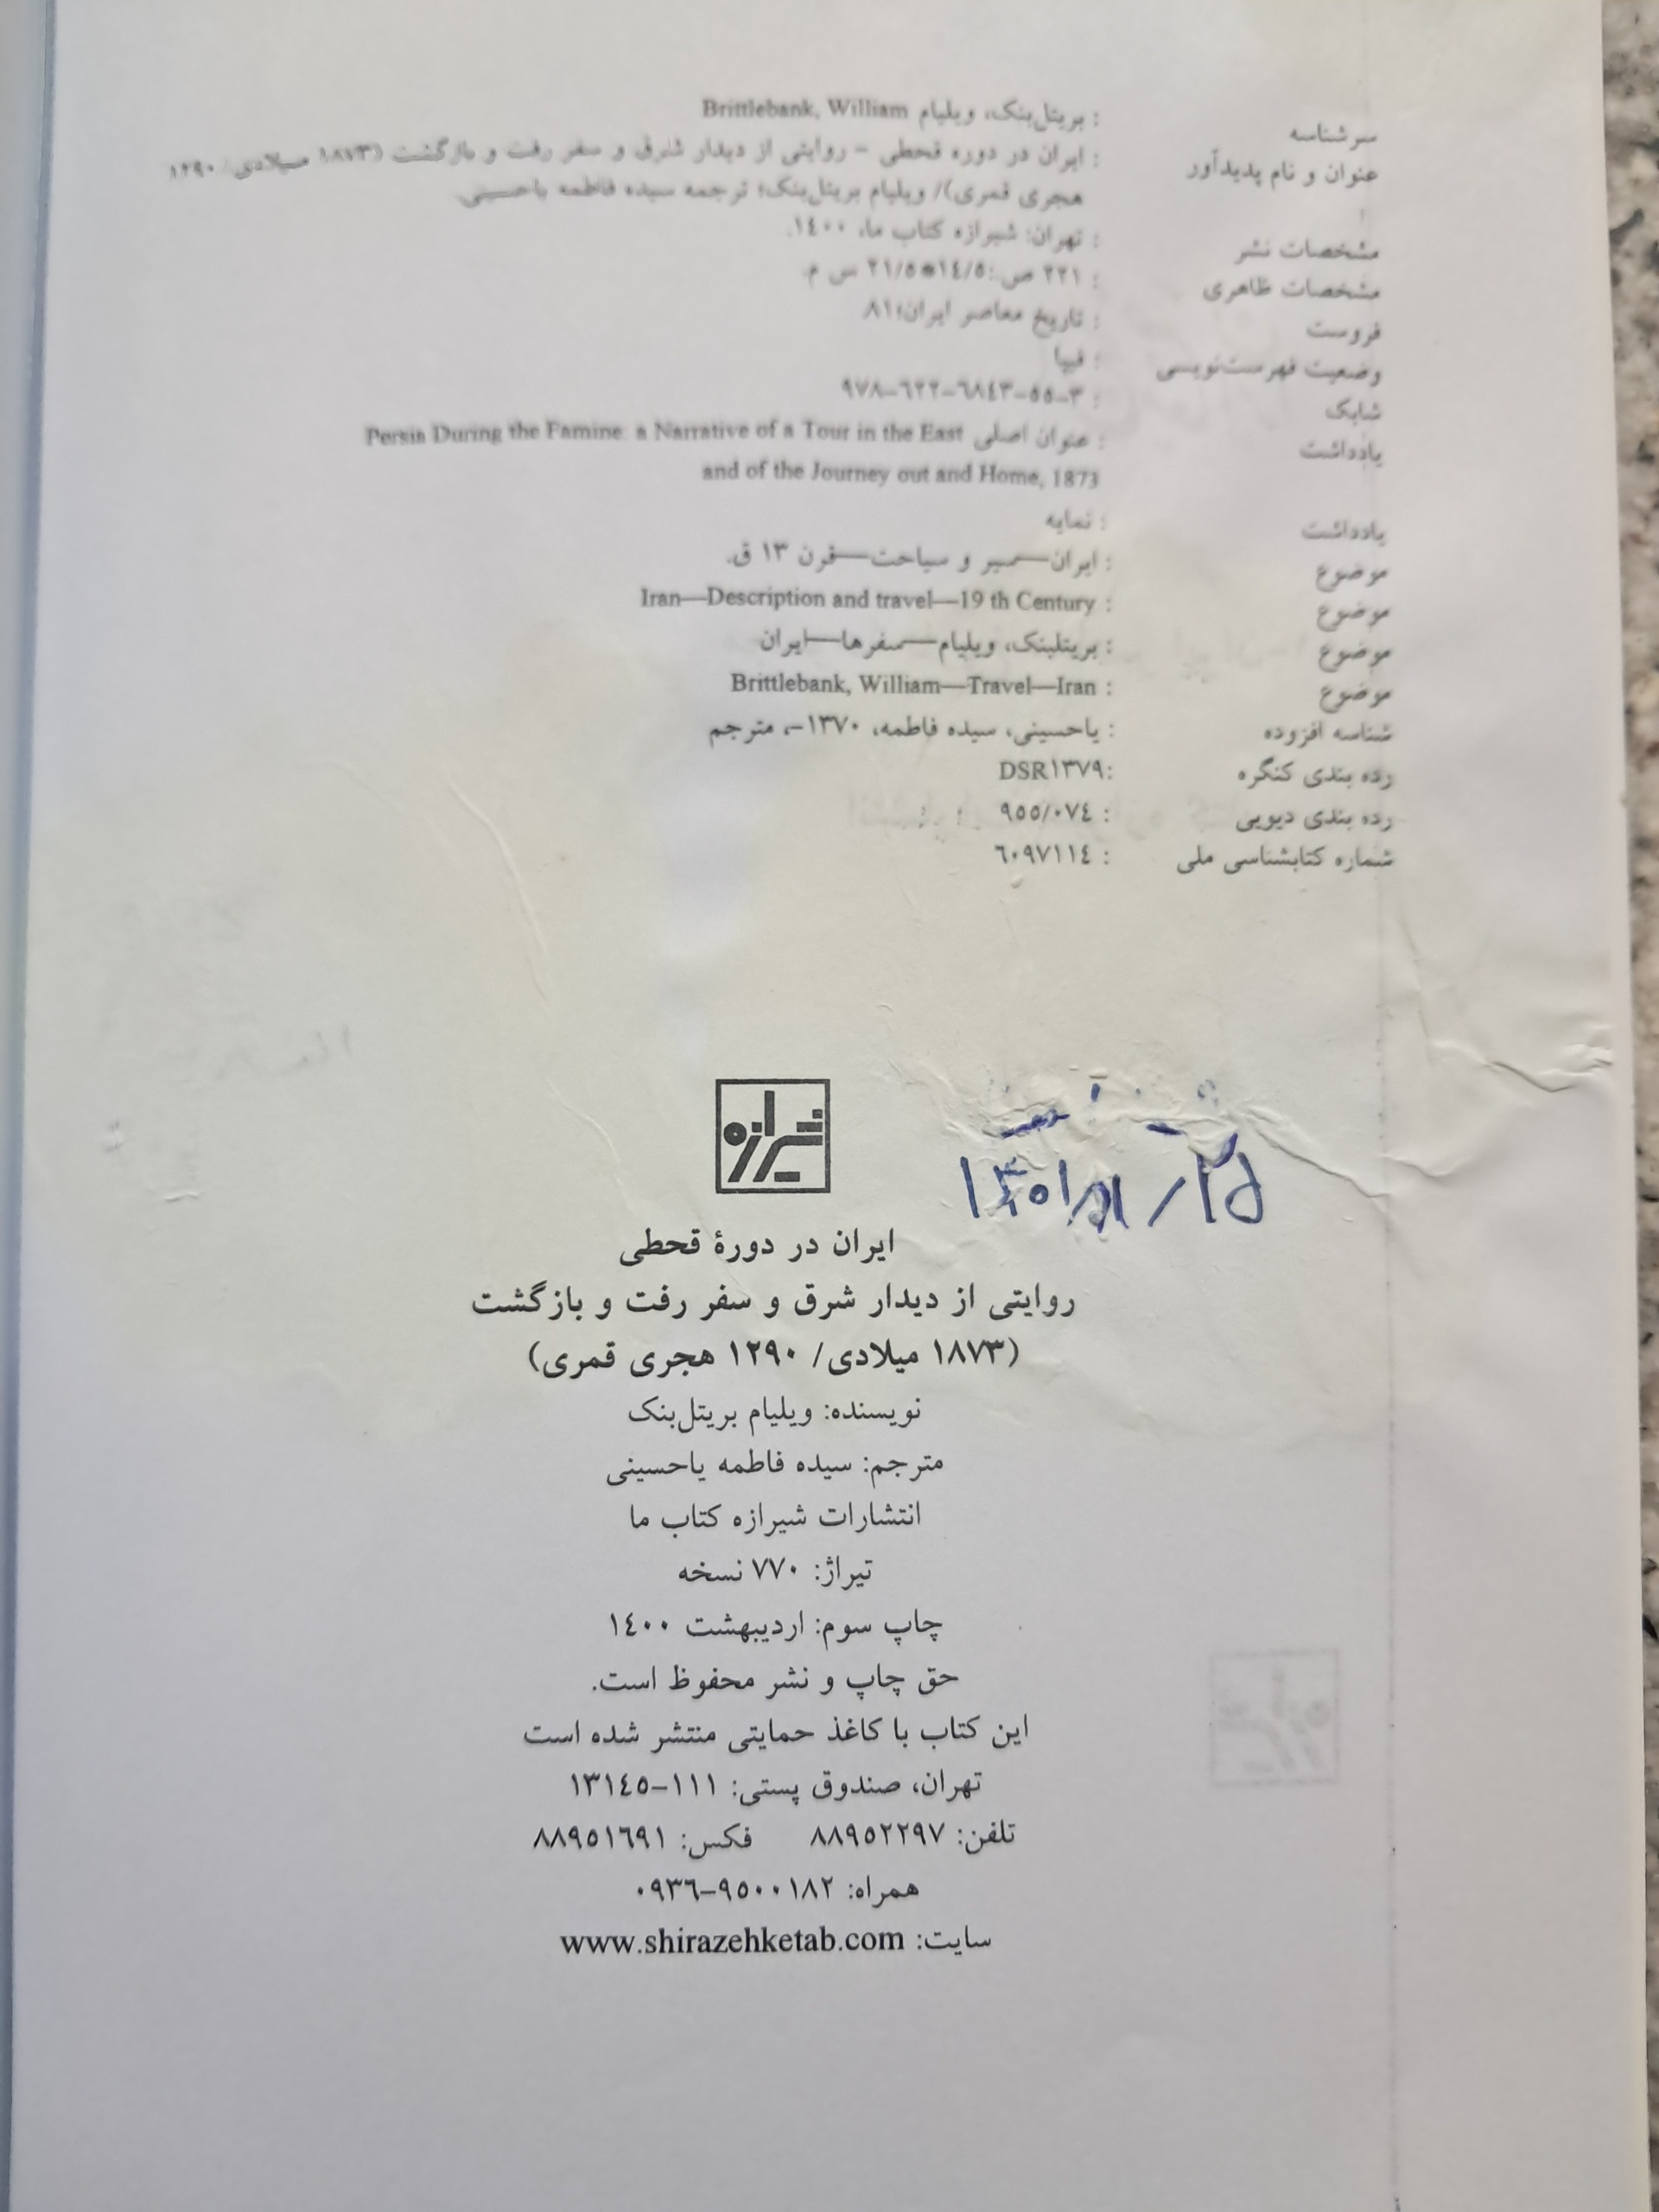 سرشناسه : بریتل‌بنک، ویلیام Brittlebank, William
عنوان و نام پدیدآور : ایران در دوره قحطی - روایتی از دیدار شرق و سفر رفت و بازگشت (۱۸۷۳ میلادی/ ۱۲۹۰
هجری قمری)/ ویلیام بریتل‌بنک؛ ترجمه سیده فاطمه یاحسینی.
مشخصات نشر : تهران: شیرازه کتاب ما، ۱۴۰۰.
مشخصات ظاهری : ۲۲۱ ص.؛ ۱۴/۵*۲۱/۵ س م.
فروست : تاریخ معاصر ایران؛۸۱
وضعیت فهرست‌نویسی : فیپا
شابک : ۹۷۸-۶۲۲-۶۸۴۳-۵۵-۳
یادداشت : عنوان اصلی Persia During the Famine: a Narrative of a Tour in the East
and of the Journey out and Home, 1873
یادداشت : نمایه
موضوع : ایران—سیر و سیاحت—قرن ۱۳ ق.
موضوع : Iran—Description and travel—19 th Century
موضوع : بریتلبنک، ویلیام—سفرها—ایران
موضوع : Brittlebank, William—Travel—Iran
شناسه افزوده : یاحسینی، سیده فاطمه، ۱۳۷۰-، مترجم
رده بندی کنگره :DSR۱۳۷۹
رده بندی دیویی : ۹۵۵/۰۷۴
شماره کتابشناسی ملی : ۶۰۹۷۱۱۴
شیرازه
ایران در دورۀ قحطی
روایتی از دیدار شرق و سفر رفت و بازگشت
(۱۸۷۳ میلادی/ ۱۲۹۰ هجری قمری)
نویسنده: ویلیام بریتل‌بنک
مترجم: سیده فاطمه یاحسینی
انتشارات شیرازه کتاب ما
تیراژ: ۷۷۰ نسخه
چاپ سوم: اردیبهشت ۱۴۰۰
حق چاپ و نشر محفوظ است.
این کتاب با کاغذ حمایتی منتشر شده است
تهران، صندوق پستی: ۱۱۱-۱۳۱۴۵
تلفن: ۸۸۹۵۲۲۹۷ فکس: ۸۸۹۵۱۶۹۱
همراه: ۹۵۰۰۱۸۲-۰۹۳۶
سایت: www.shirazehketab.com